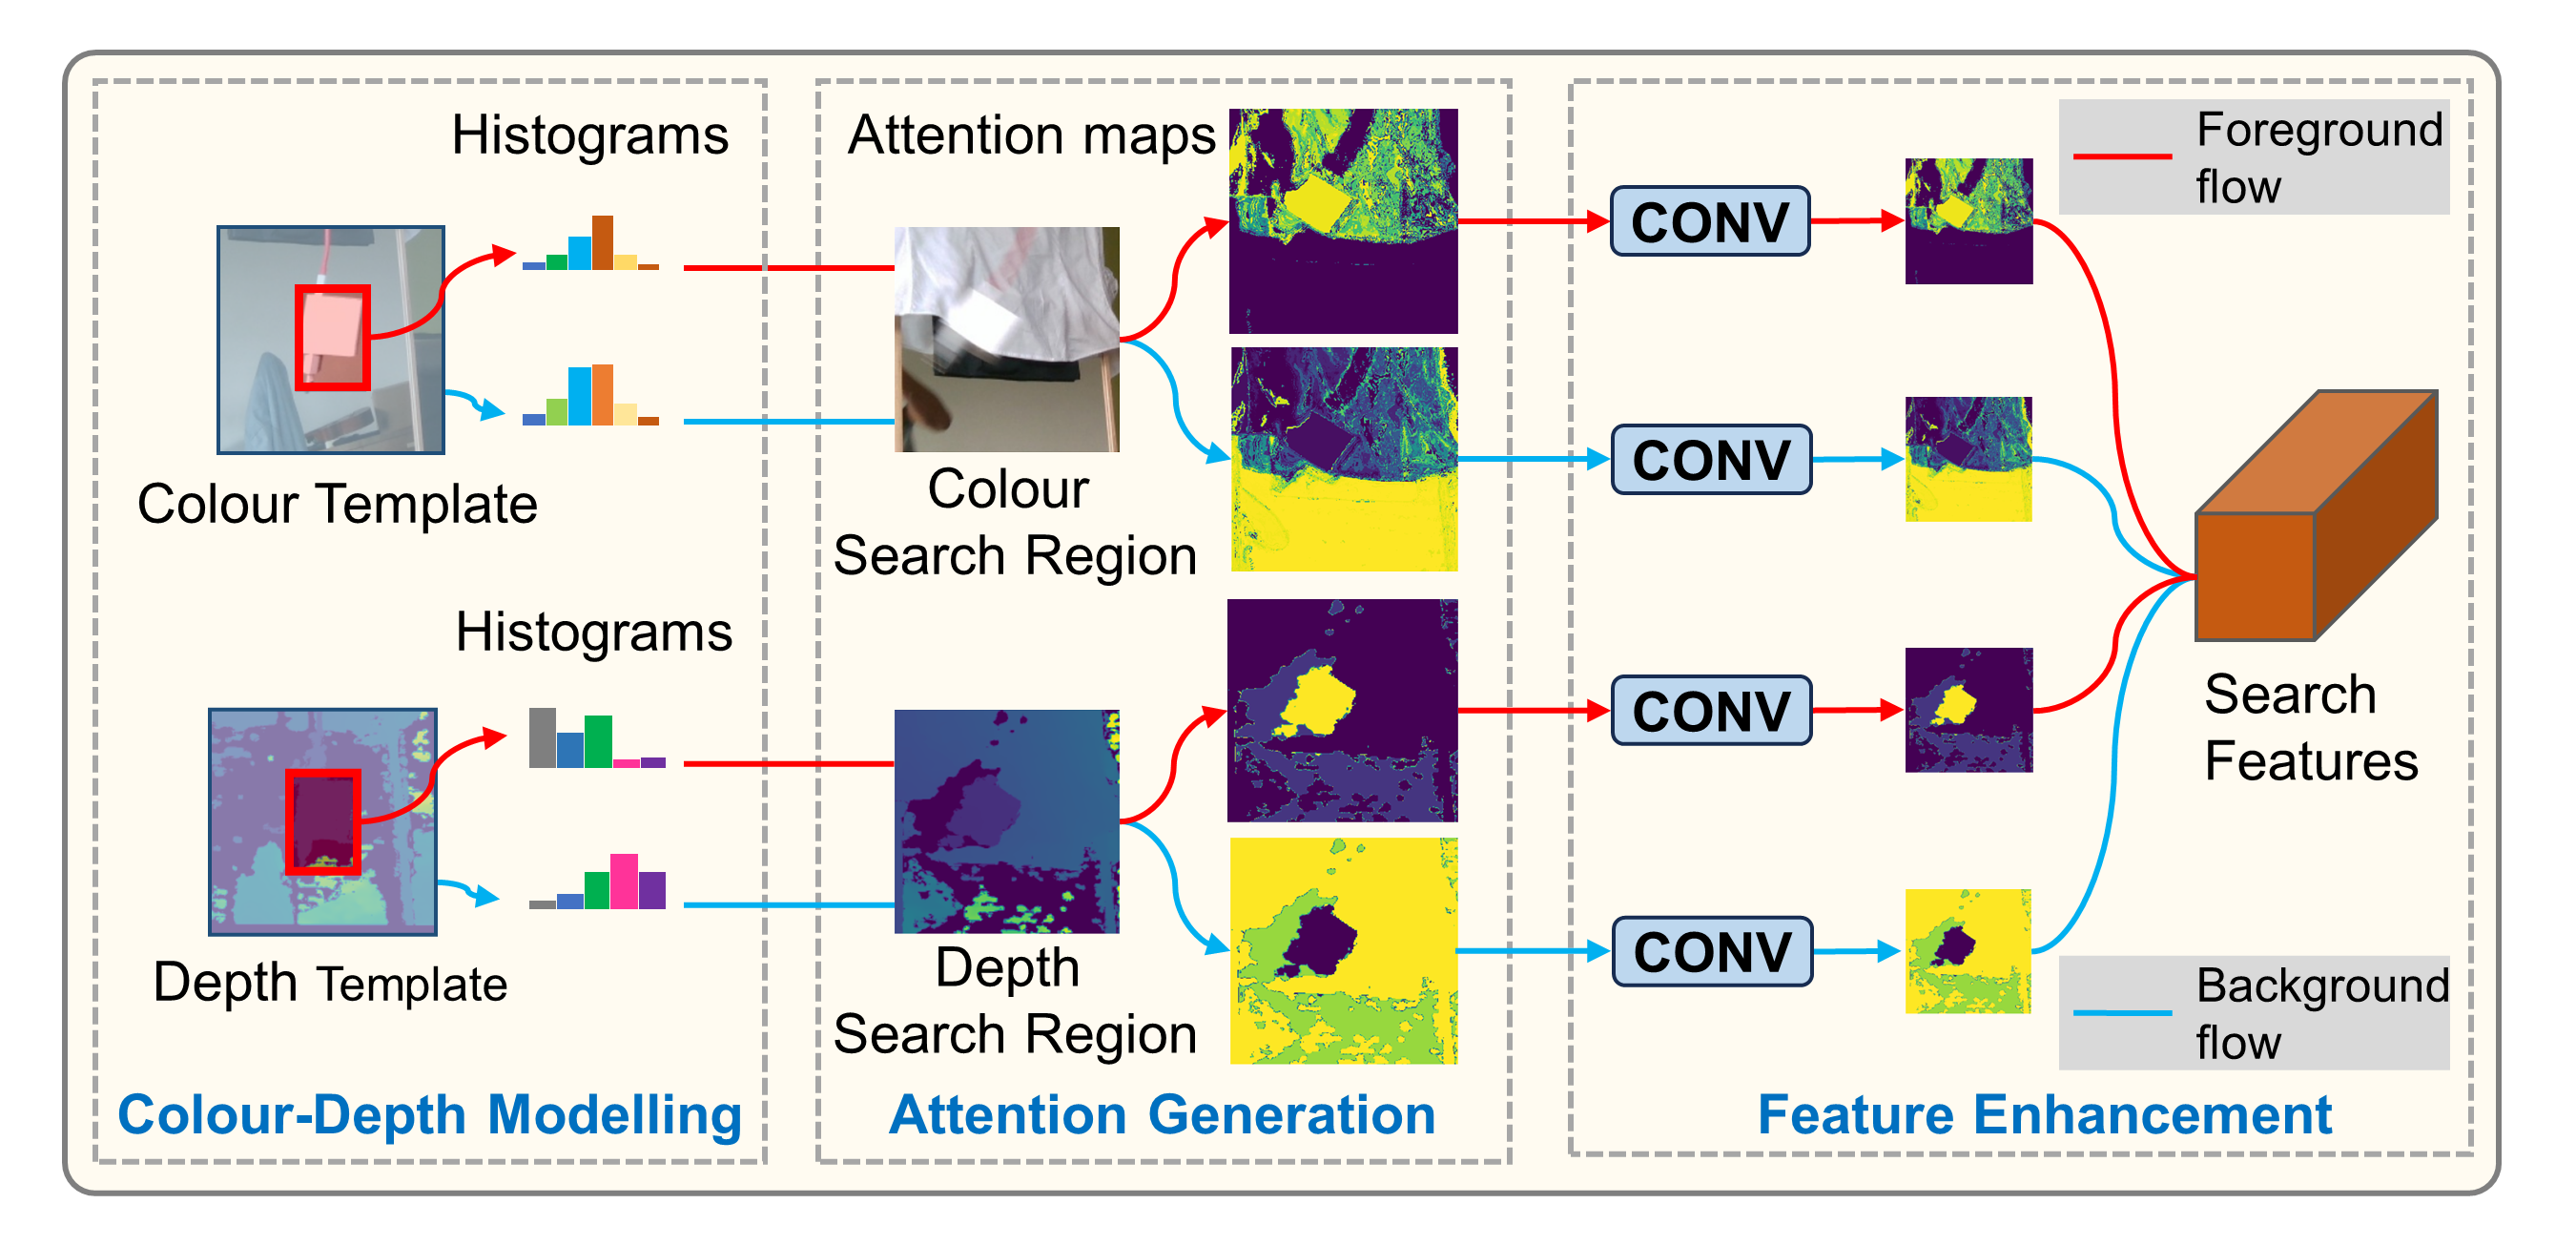 Histograms
Colour Template
Histograms
Depth Template
Colour-Depth Modelling
Attention maps
Colour
Search Region
Depth
Search Region
Attention Generation
CONV
CONV
CONV
CONV
Foreground
flow
Search
Features
Background
flow
Feature Enhancement